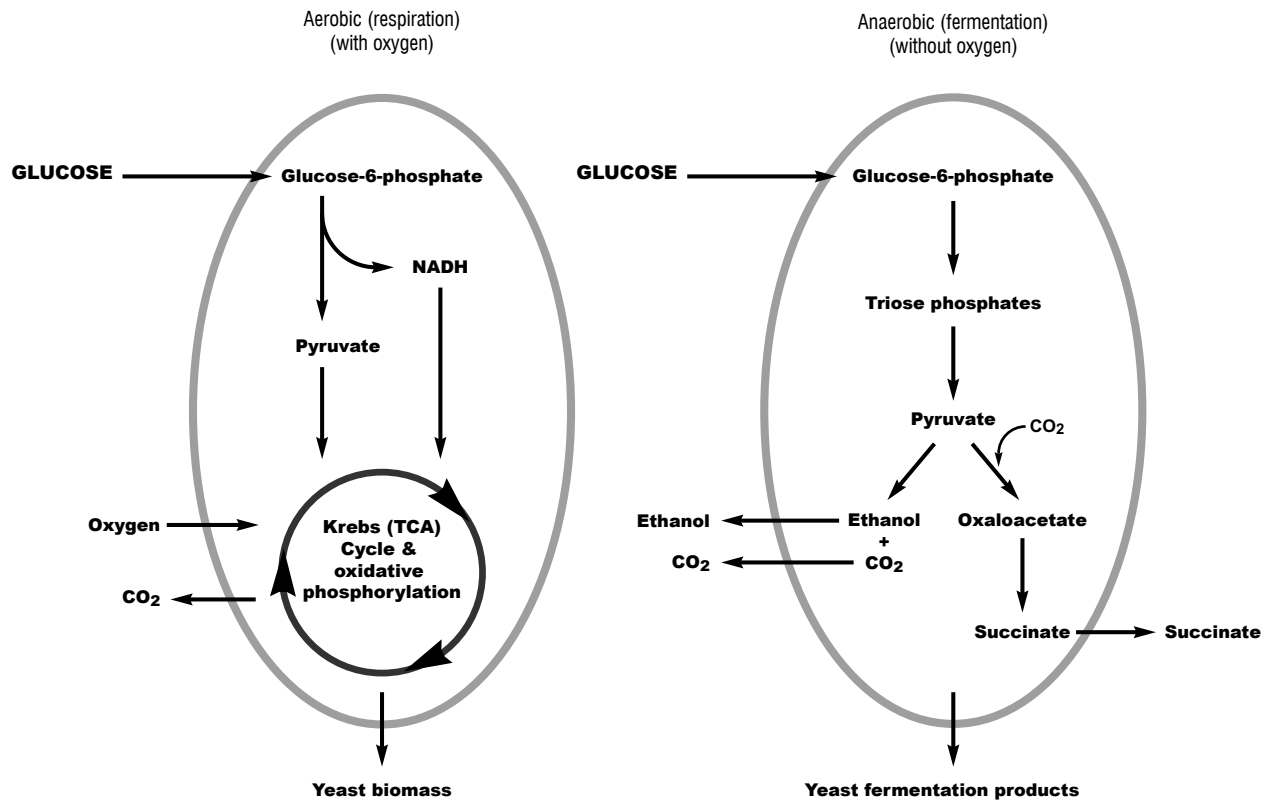 Aerobic (respiration)
(with oxygen)
GLUCOSE
Glucose-6-phosphate
NADH
Pyruvate
Oxygen
Krebs (TCA)
Cycle &
oxidative
phosphorylation
CO2
Yeast biomass
Anaerobic (fermentation)
(without oxygen)
GLUCOSE
Glucose-6-phosphate
Triose phosphates
Pyruvate
CO2
Ethanol
Ethanol
+
CO2
CO2
Oxaloacetate
Succinate
Succinate
Yeast fermentation products